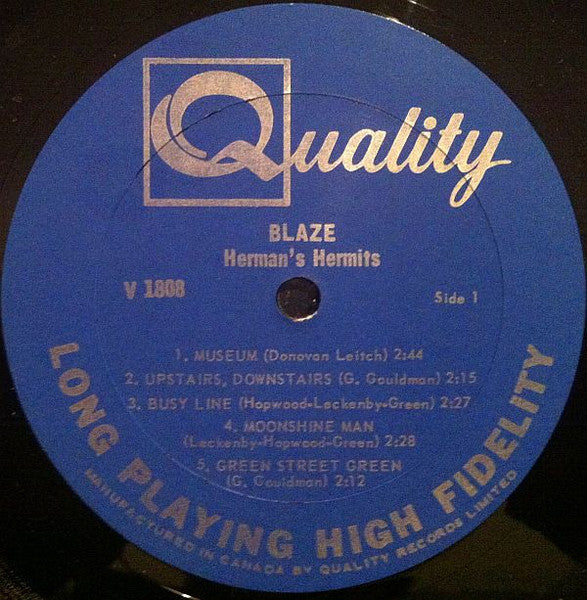 Quality
BLAZE
Herman's Hermits
V 1808
Side 1
1. MUSEUM (Donovan Leitch) 2:44
2. UPSTAIRS, DOWNSTAIRS (G. Gouldman) 2:15
3. BUSY LINE (Hopwood-Leckenby-Green) 2:27
4. MOONSHINE MAN
(Leckenby-Hopwood-Green) 2:28
5. GREEN STREET GREEN
(G. Gouldman) 2:12
LONG PLAYING HIGH FIDELITY
MANUFACTURED IN CANADA BY QUALITY RECORDS LIMITED